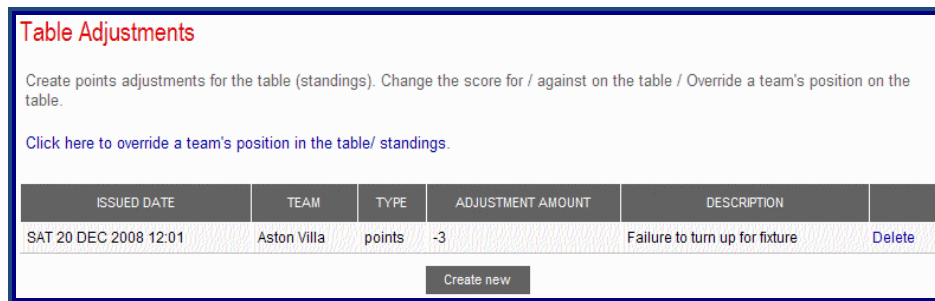 Table Adjustments
Create points adjustments for the table (standings). Change the score for / against on the table / Override a team's position on the
table.
Click here to override a team's position in the table/ standings.
ISSUED DATE TEAM TYPE ADJUSTMENT AMOUNT DESCRIPTION
SAT 20 DEC 2008 12:01 Aston Villa points -3 Failure to turn up for fixture Delete
Create new